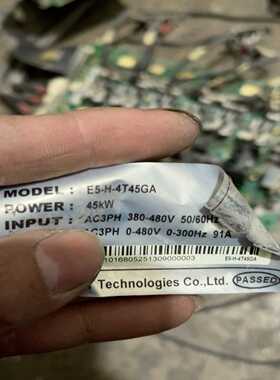 MODEL : E5-H-4T45GA
POWER: 45kW
INPUT: AC3PH 380-480V 50/60Hz
AC3PH 0-480V 0-300Hz 91A
E5-H-4T45GA
Technologies Co.,Ltd. PASSED